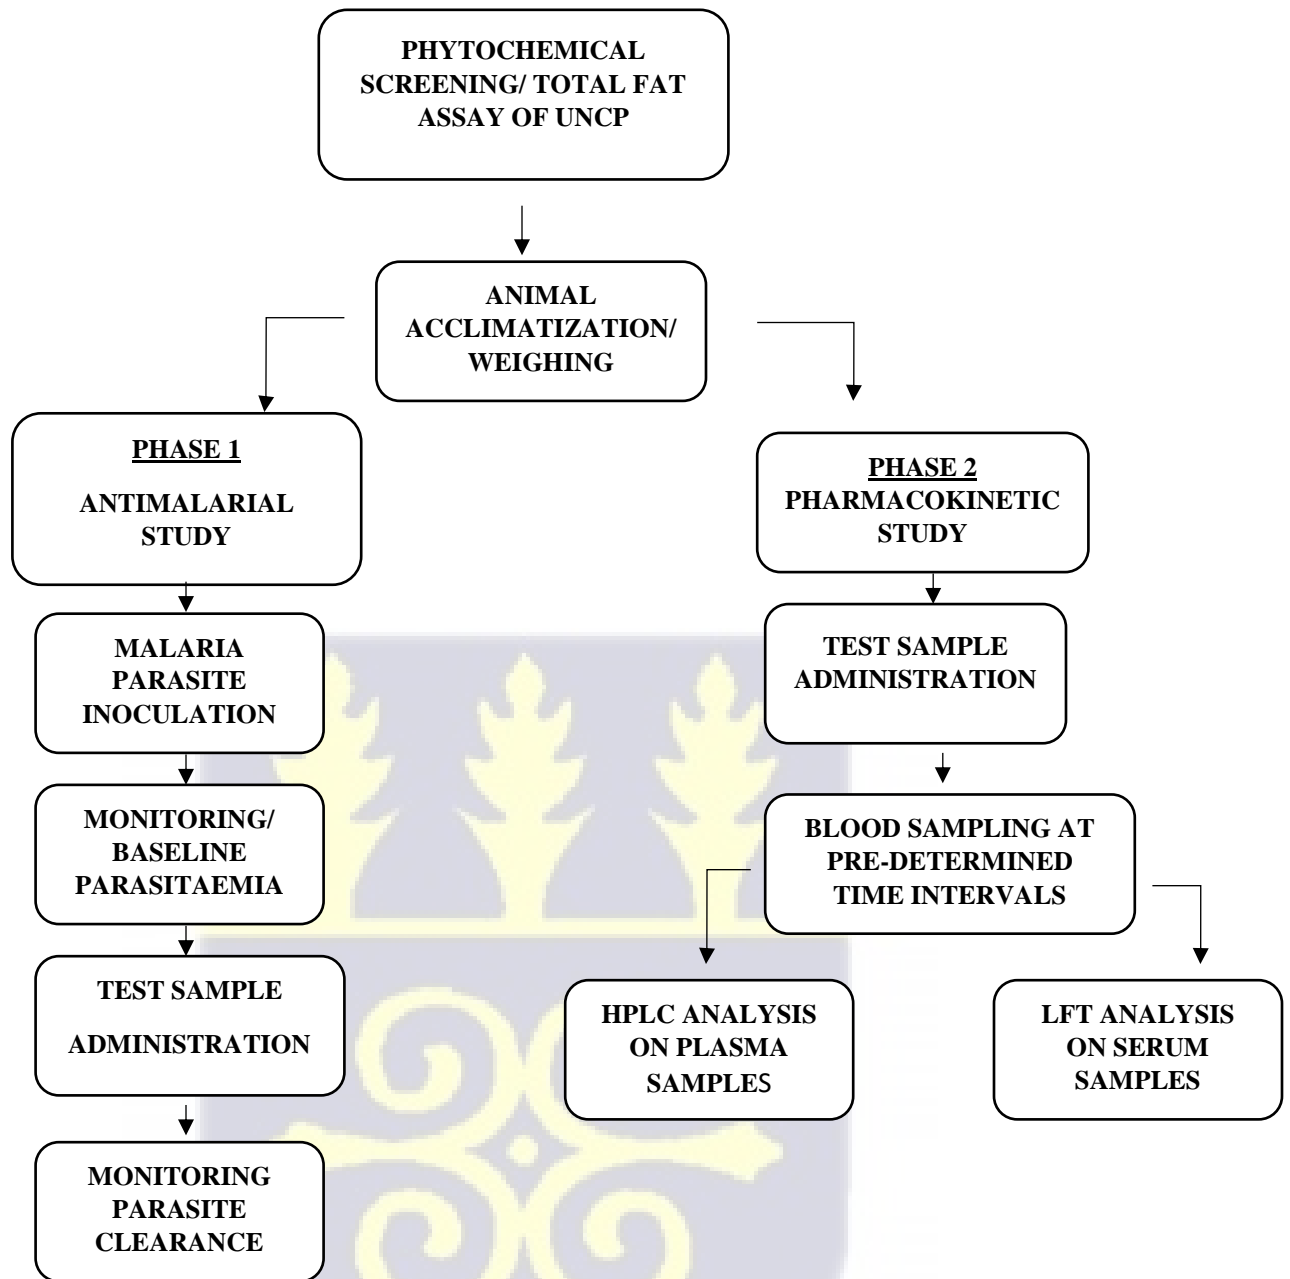 PHYTOCHEMICAL
SCREENING/ TOTAL FAT
ASSAY OF UNCP
ANIMAL
ACCLIMATIZATION/
WEIGHING
PHASE 1
ANTIMALARIAL
STUDY
MALARIA
PARASITE
INOCULATION
MONITORING/
BASELINE
PARASITAEMIA
TEST SAMPLE
ADMINISTRATION
MONITORING
PARASITE
CLEARANCE
PHASE 2
PHARMACOKINETIC
STUDY
TEST SAMPLE
ADMINISTRATION
BLOOD SAMPLING AT
PRE-DETERMINED
TIME INTERVALS
HPLC ANALYSIS
ON PLASMA
SAMPLES
LFT ANALYSIS
ON SERUM
SAMPLES